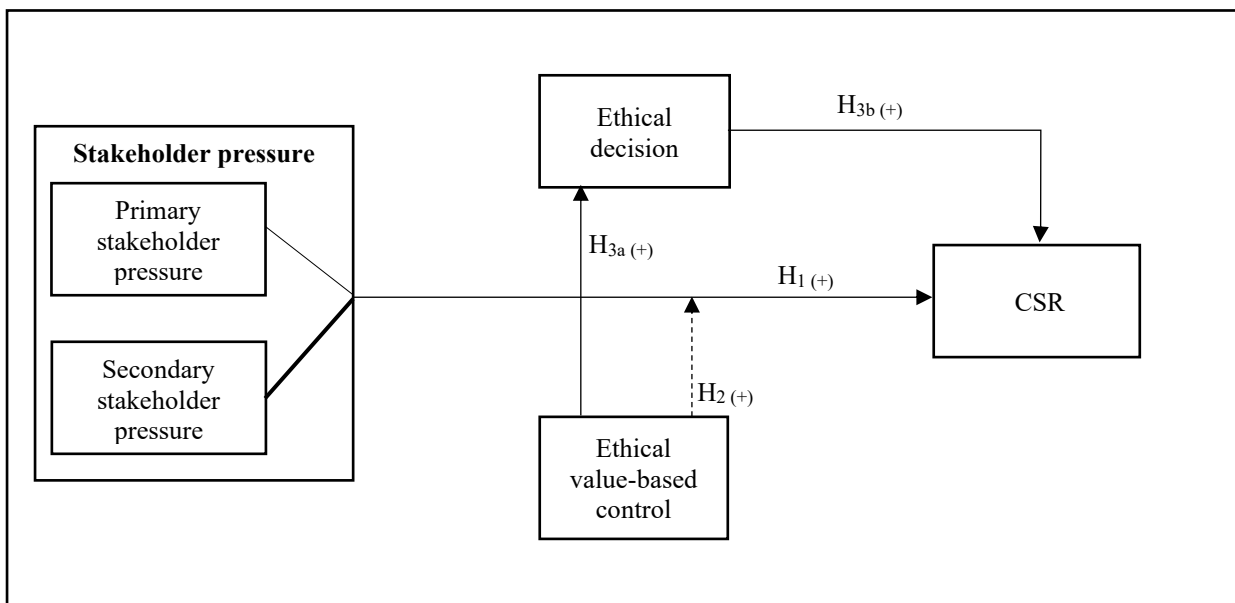 Stakeholder pressure
Primary
stakeholder
pressure
Secondary
stakeholder
pressure
Ethical
decision
H3b (+)
H3a (+)
H1 (+)
CSR
H2 (+)
Ethical
value-based
control